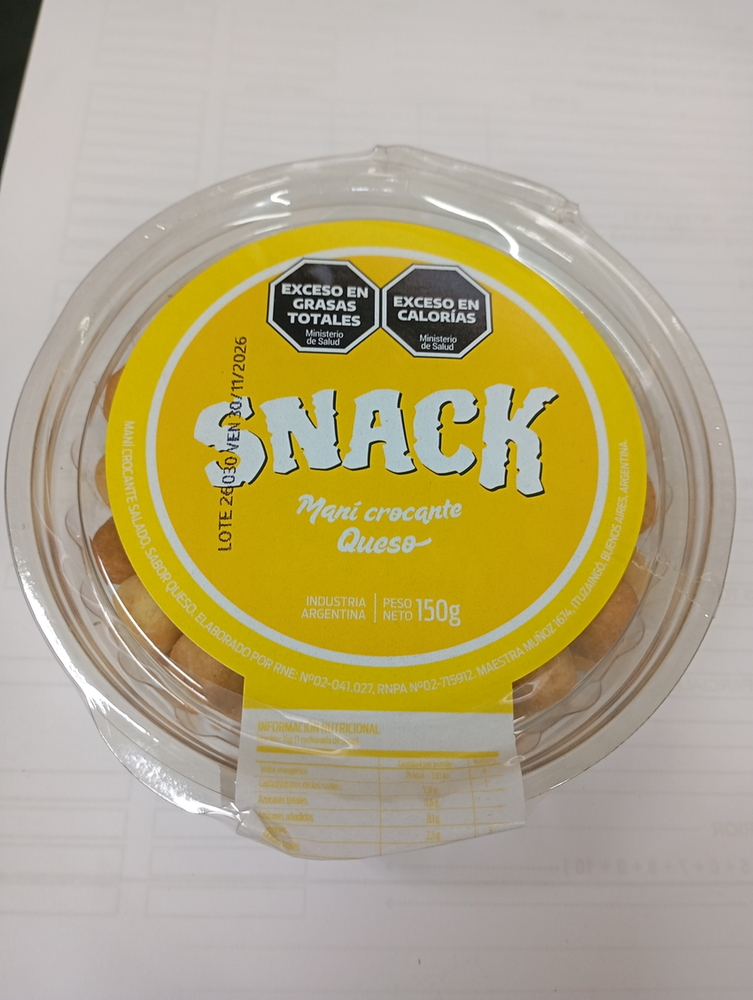 EXCESO EN
GRASAS
TOTALES
Ministerio
de Salud
EXCESO EN
CALORÍAS
Ministerio
de Salud
LOTE 26030 VEN 30/11/2026
SNACK
Maní crocante
Queso
INDUSTRIA
ARGENTINA
PESO
NETO 150g
MANÍ CROCANTE SALADO, SABOR QUESO. ELABORADO POR RNE: Nº02-041.027, RNPA Nº02-715912. MAESTRA MUÑOZ 1674, ITUZAINGÓ, BUENOS AIRES, ARGENTINA.
INFORMACIÓN NUTRICIONAL